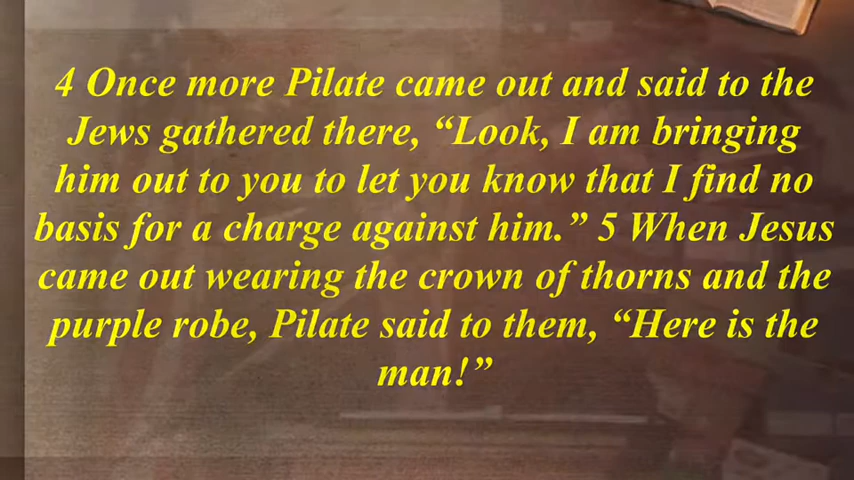 4 Once more Pilate came out and said to the
Jews gathered there, “Look, I am bringing
him out to you to let you know that I find no
basis for a charge against him.” 5 When Jesus
came out wearing the crown of thorns and the
purple robe, Pilate said to them, “Here is the
man!”